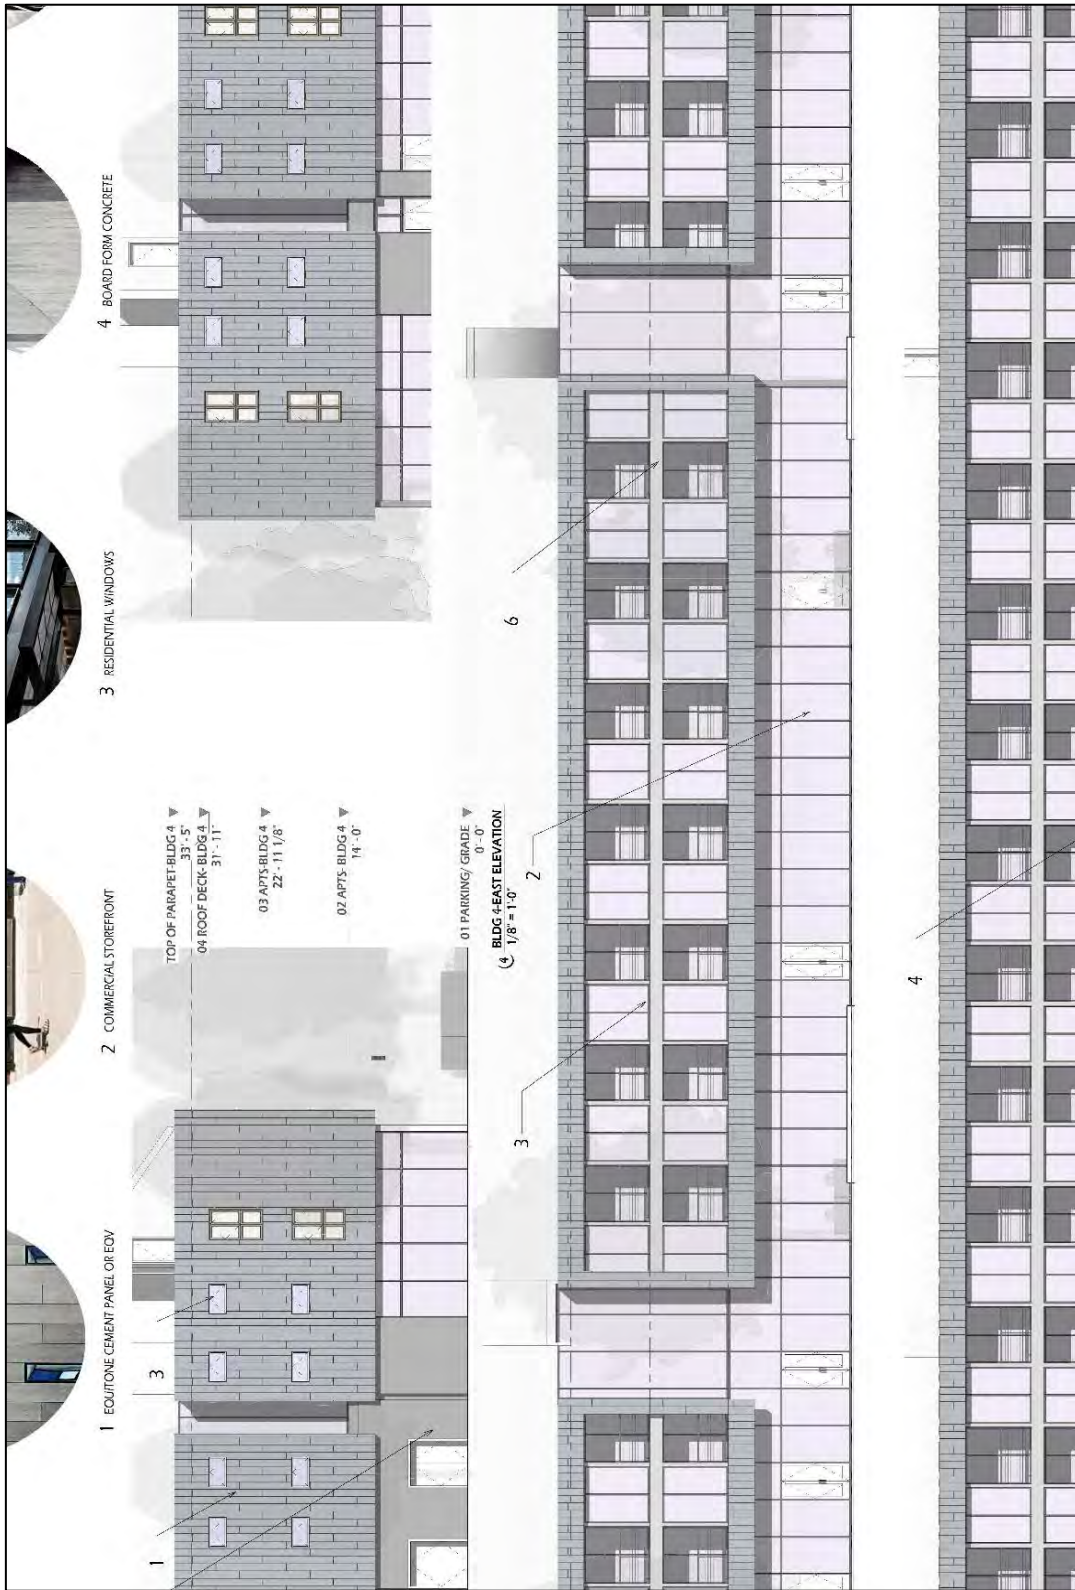 1 EQUITONE CEMENT PANEL OR EQV
2 COMMERCIAL STOREFRONT
3 RESIDENTIAL WINDOWS
4 BOARD FORM CONCRETE
3
1
TOP OF PARAPET-BLDG 4
33'- 5"
04 ROOF DECK- BLDG 4
31'- 11"
03 APTS-BLDG 4
22'- 11 1/8"
02 APTS- BLDG 4
14'-0"
01 PARKING/ GRADE
0'- 0"
4 BLDG 4-EAST ELEVATION
1/8" = 1'-0"
3
2
6
4